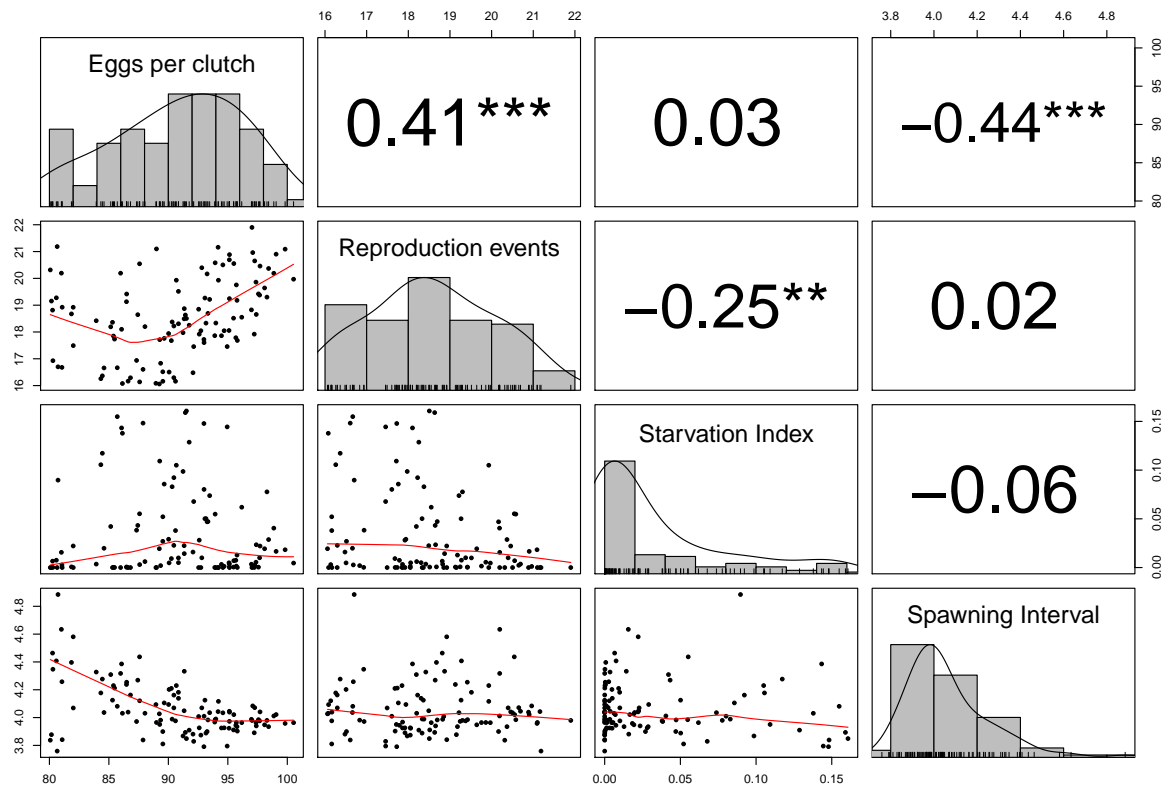 16 17 18 19 20 21 22
3.8 4.0 4.2 4.4 4.6 4.8
Eggs per clutch
0.41***
0.03
−0.44***
80 85 90 95 100
16 17 18 19 20 21 22
Reproduction events
−0.25**
0.02
Starvation Index
−0.06
0.00 0.05 0.10 0.15
3.8 4.0 4.2 4.4 4.6 4.8
Spawning Interval
80 85 90 95 100
0.00 0.05 0.10 0.15